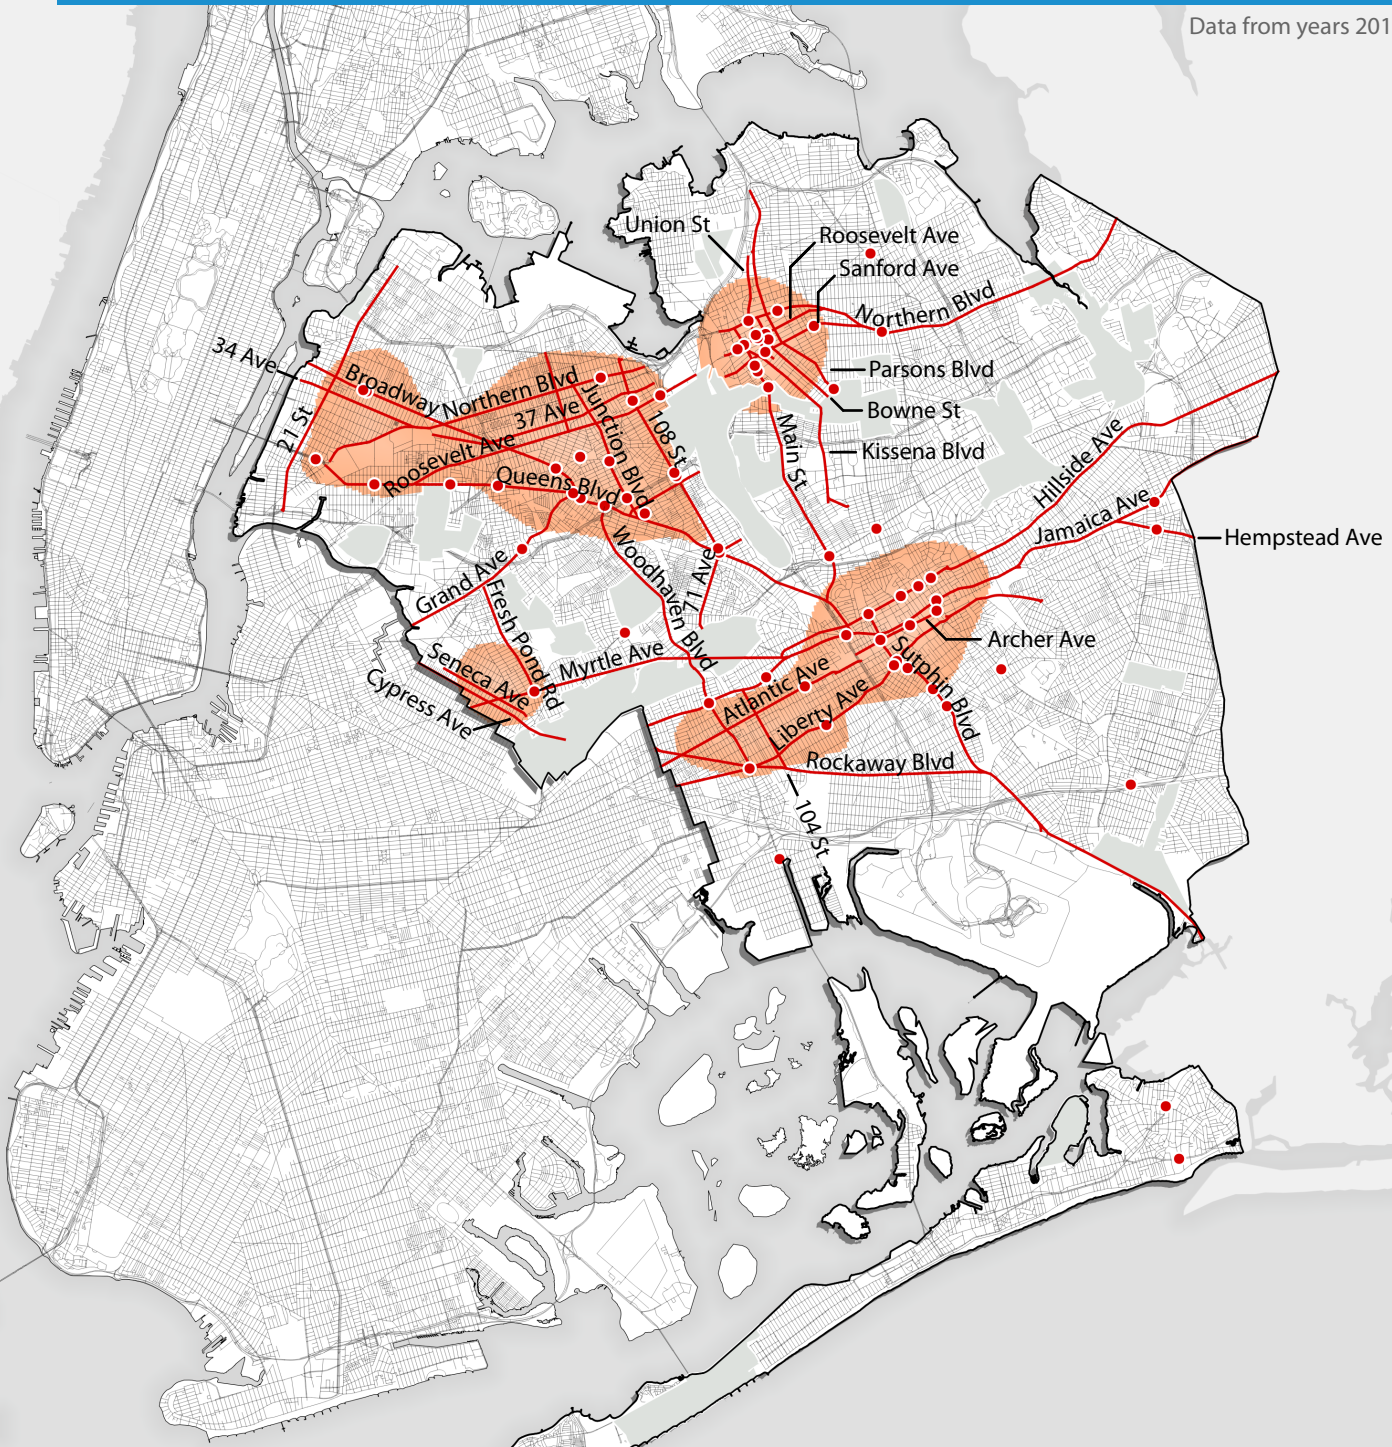 Data from years 201
Union St
Roosevelt Ave
Sanford Ave
Northern Blvd
34 Ave
Broadway
Northern Blvd
Parsons Blvd
37 Ave
Junction Blvd
Bowne St
21 St
108 St
Main St
Kissena Blvd
Roosevelt Ave
Hillside Ave
Queens Blvd
Jamaica Ave
Hempstead Ave
Woodhaven Blvd
71 Ave
Grand Ave
Fresh Pond Rd
Archer Ave
Myrtle Ave
Seneca Ave
Sutphin Blvd
Cypress Ave
Atlantic Ave
Liberty Ave
Rockaway Blvd
104 St